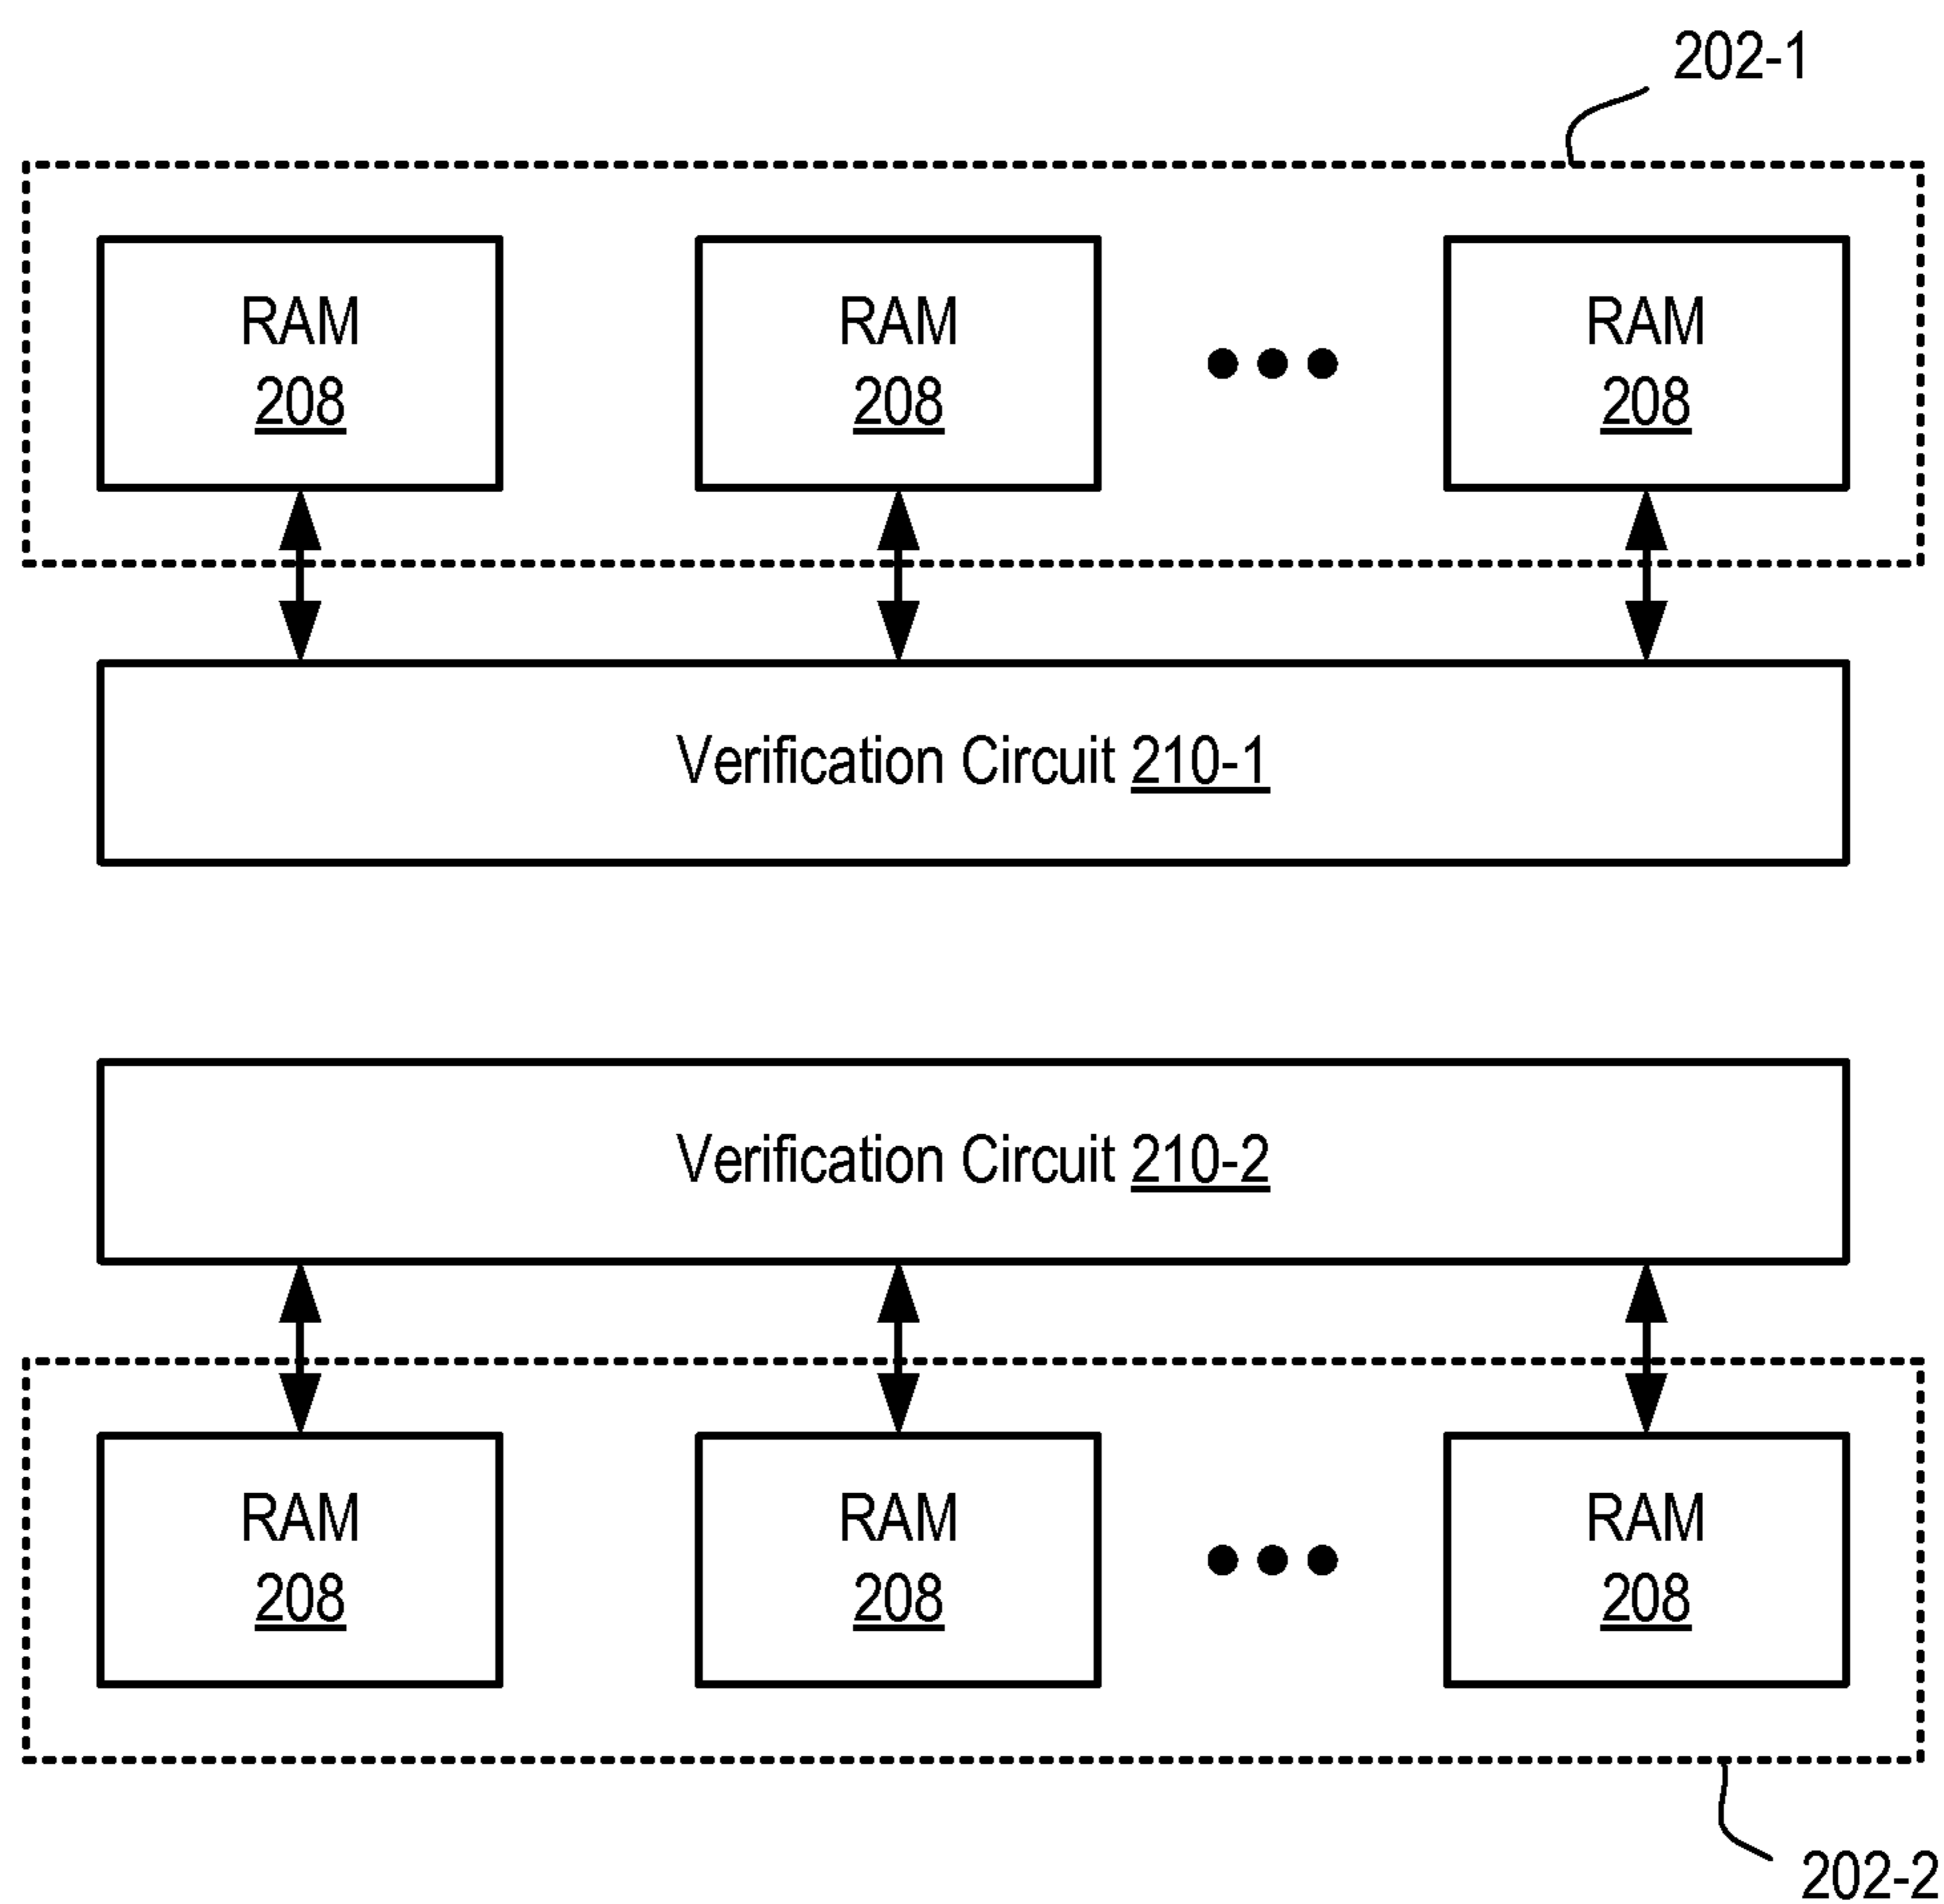 202-1
RAM RAM RAM
208 208 208
Verification Circuit 210-1
Verification Circuit 210-2
RAM RAM RAM
208 208 208
202-2